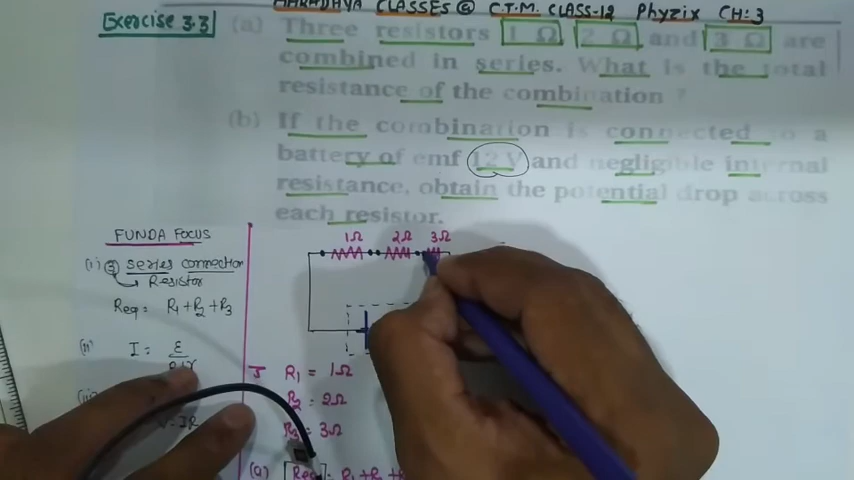 ARADHYA CLASSES @ C.T.M. CLASS-12 Phyzix CH:3
Exercise 3.3
(a) Three resistors 1 Ω 2 Ω and 3 Ω are
combined in series. What is the total
resistance of the combination ?
(b) If the combination is connected to a
battery of emf 12 V and negligible internal
resistance, obtain the potential drop across
each resistor.
FUNDA FOCUS
(i) series connection
Resistor
Req = R1+R2+R3
(ii) I = ε
V=IR
1Ω 2Ω 3Ω
R1 = 1Ω
R2 = 2Ω
R3 = 3Ω
(a) Req = R1+R2